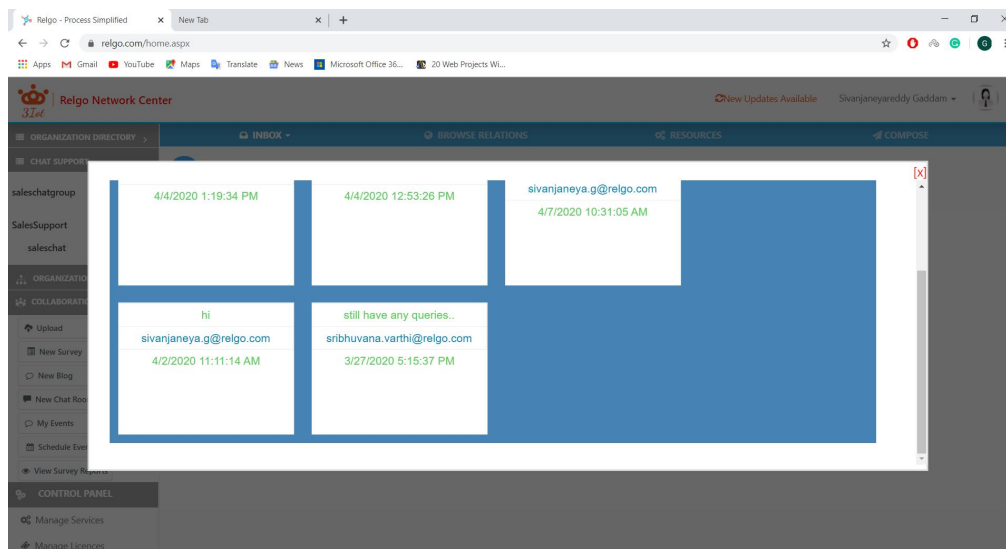 Relgo - Process Simplified
New Tab
relgo.com/home.aspx
Apps
Gmail
YouTube
Maps
Translate
News
Microsoft Office 36...
20 Web Projects Wi...
3Tel
Relgo Network Center
New Updates Available
Sivanjaneyareddy Gaddam
ORGANIZATION DIRECTORY
INBOX
BROWSE RELATIONS
RESOURCES
COMPOSE
CHAT SUPPORT
[x]
saleschatgroup
SalesSupport
saleschat
ORGANIZATIO
COLLABORATI
Upload
New Survey
New Blog
New Chat Roo
My Events
Schedule Eve
View Survey Reports
CONTROL PANEL
Manage Services
Manage Licences
4/4/2020 1:19:34 PM
4/4/2020 12:53:26 PM
sivanjaneya.g@relgo.com
4/7/2020 10:31:05 AM
hi
sivanjaneya.g@relgo.com
4/2/2020 11:11:14 AM
still have any queries..
sribhuvana.varthi@relgo.com
3/27/2020 5:15:37 PM